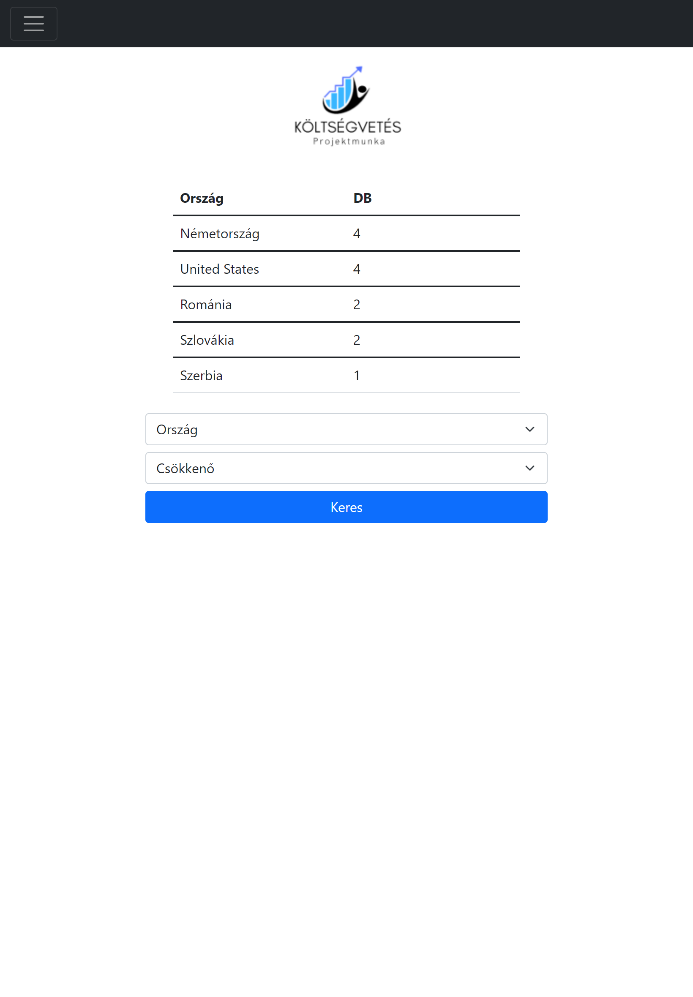 KÖLTSÉGVETÉS
Projektmunka
Ország DB
Németország 4
United States 4
Románia 2
Szlovákia 2
Szerbia 1
Ország
Csökkenő
Keres